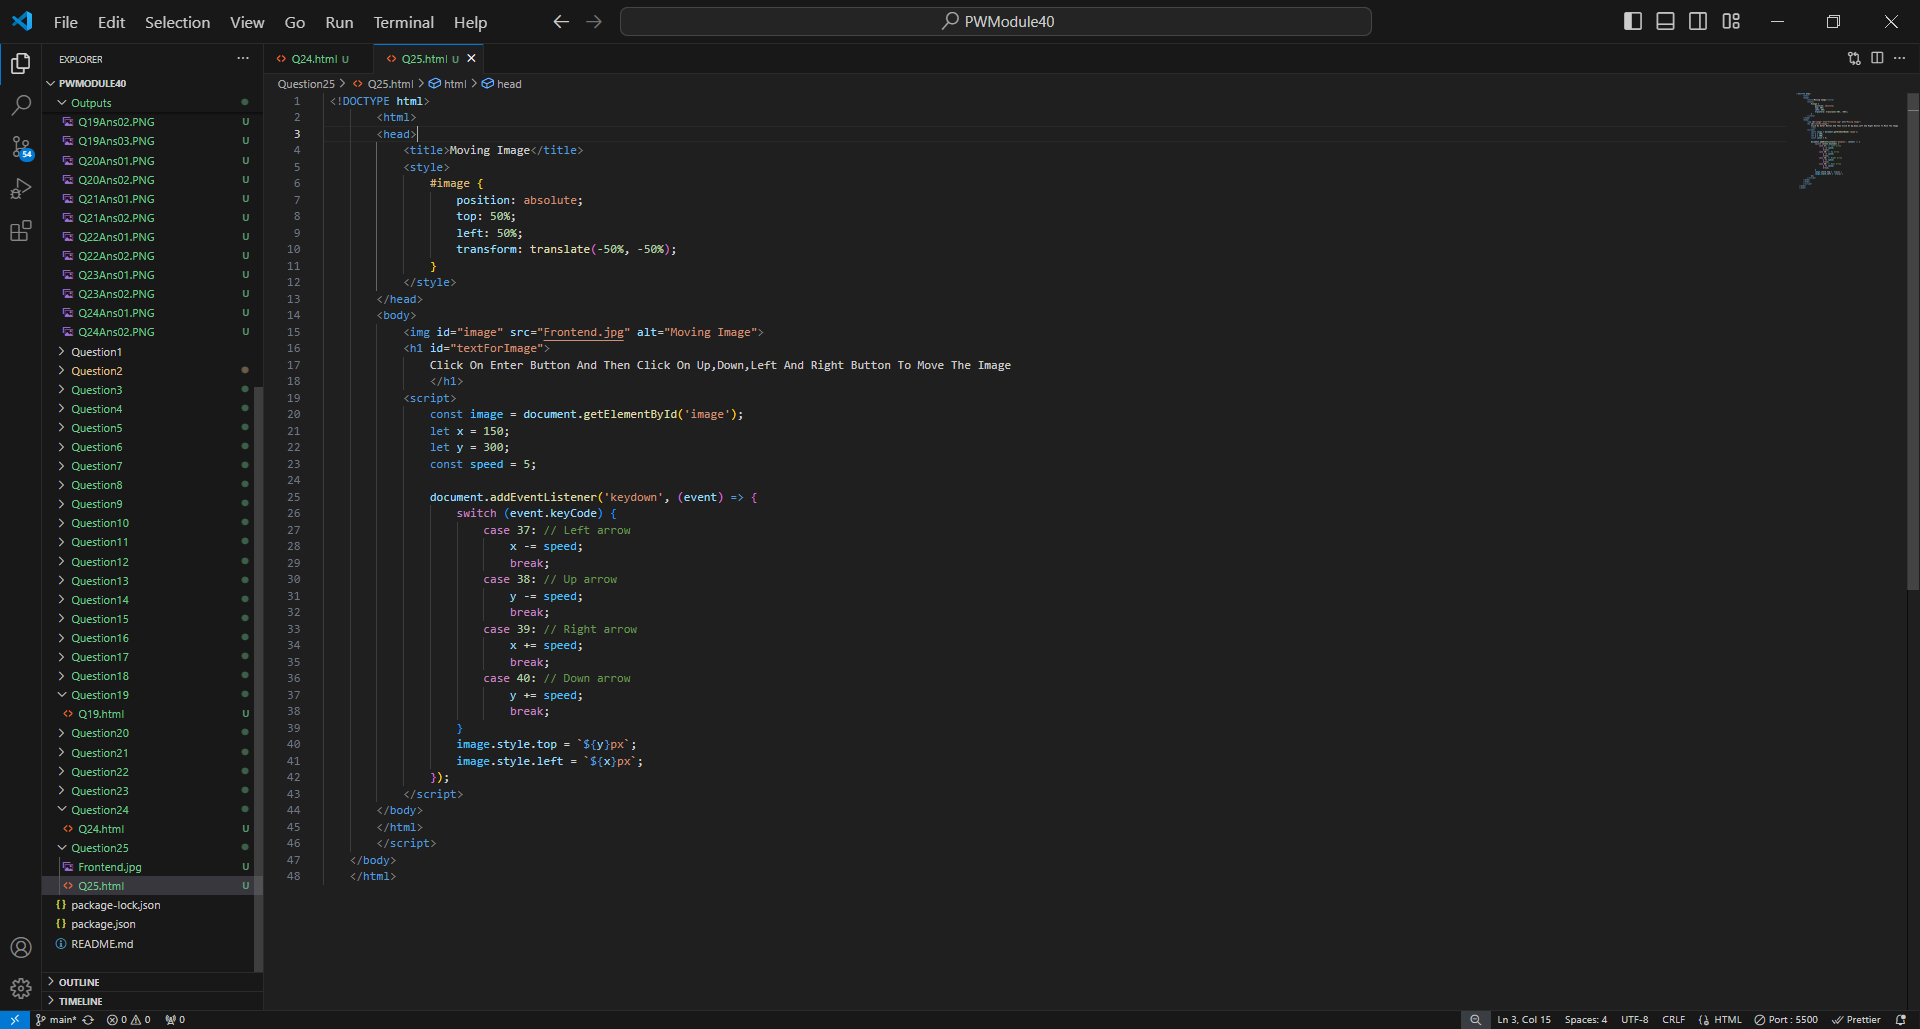 File Edit Selection View Go Run Terminal Help
PWModule40
EXPLORER
PWMODULE40
Outputs
Q19Ans02.PNG U
Q19Ans03.PNG U
Q20Ans01.PNG U
Q20Ans02.PNG U
Q21Ans01.PNG U
Q21Ans02.PNG U
Q22Ans01.PNG U
Q22Ans02.PNG U
Q23Ans01.PNG U
Q23Ans02.PNG U
Q24Ans01.PNG U
Q24Ans02.PNG U
Question1
Question2
Question3
Question4
Question5
Question6
Question7
Question8
Question9
Question10
Question11
Question12
Question13
Question14
Question15
Question16
Question17
Question18
Question19
Q19.html U
Question20
Question21
Question22
Question23
Question24
Q24.html U
Question25
Frontend.jpg U
Q25.html U
package-lock.json
package.json
README.md
OUTLINE
TIMELINE
54
Q24.html U Q25.html U
Question25 > Q25.html > html > head
1 <!DOCTYPE html>
2 <html>
3 <head>
4 <title>Moving Image</title>
5 <style>
6 #image {
7 position: absolute;
8 top: 50%;
9 left: 50%;
10 transform: translate(-50%, -50%);
11 }
12 </style>
13 </head>
14 <body>
15 <img id="image" src="Frontend.jpg" alt="Moving Image">
16 <h1 id="textForImage">
17 Click On Enter Button And Then Click On Up,Down,Left And Right Button To Move The Image
18 </h1>
19 <script>
20 const image = document.getElementById('image');
21 let x = 150;
22 let y = 300;
23 const speed = 5;
24
25 document.addEventListener('keydown', (event) => {
26 switch (event.keyCode) {
27 case 37: // Left arrow
28 x -= speed;
29 break;
30 case 38: // Up arrow
31 y -= speed;
32 break;
33 case 39: // Right arrow
34 x += speed;
35 break;
36 case 40: // Down arrow
37 y += speed;
38 break;
39 }
40 image.style.top = `${y}px`;
41 image.style.left = `${x}px`;
42 });
43 </script>
44 </body>
45 </html>
46 </script>
47 </body>
48 </html>
main* 0 0 0 Ln 3, Col 15 Spaces: 4 UTF-8 CRLF HTML Port : 5500 Prettier